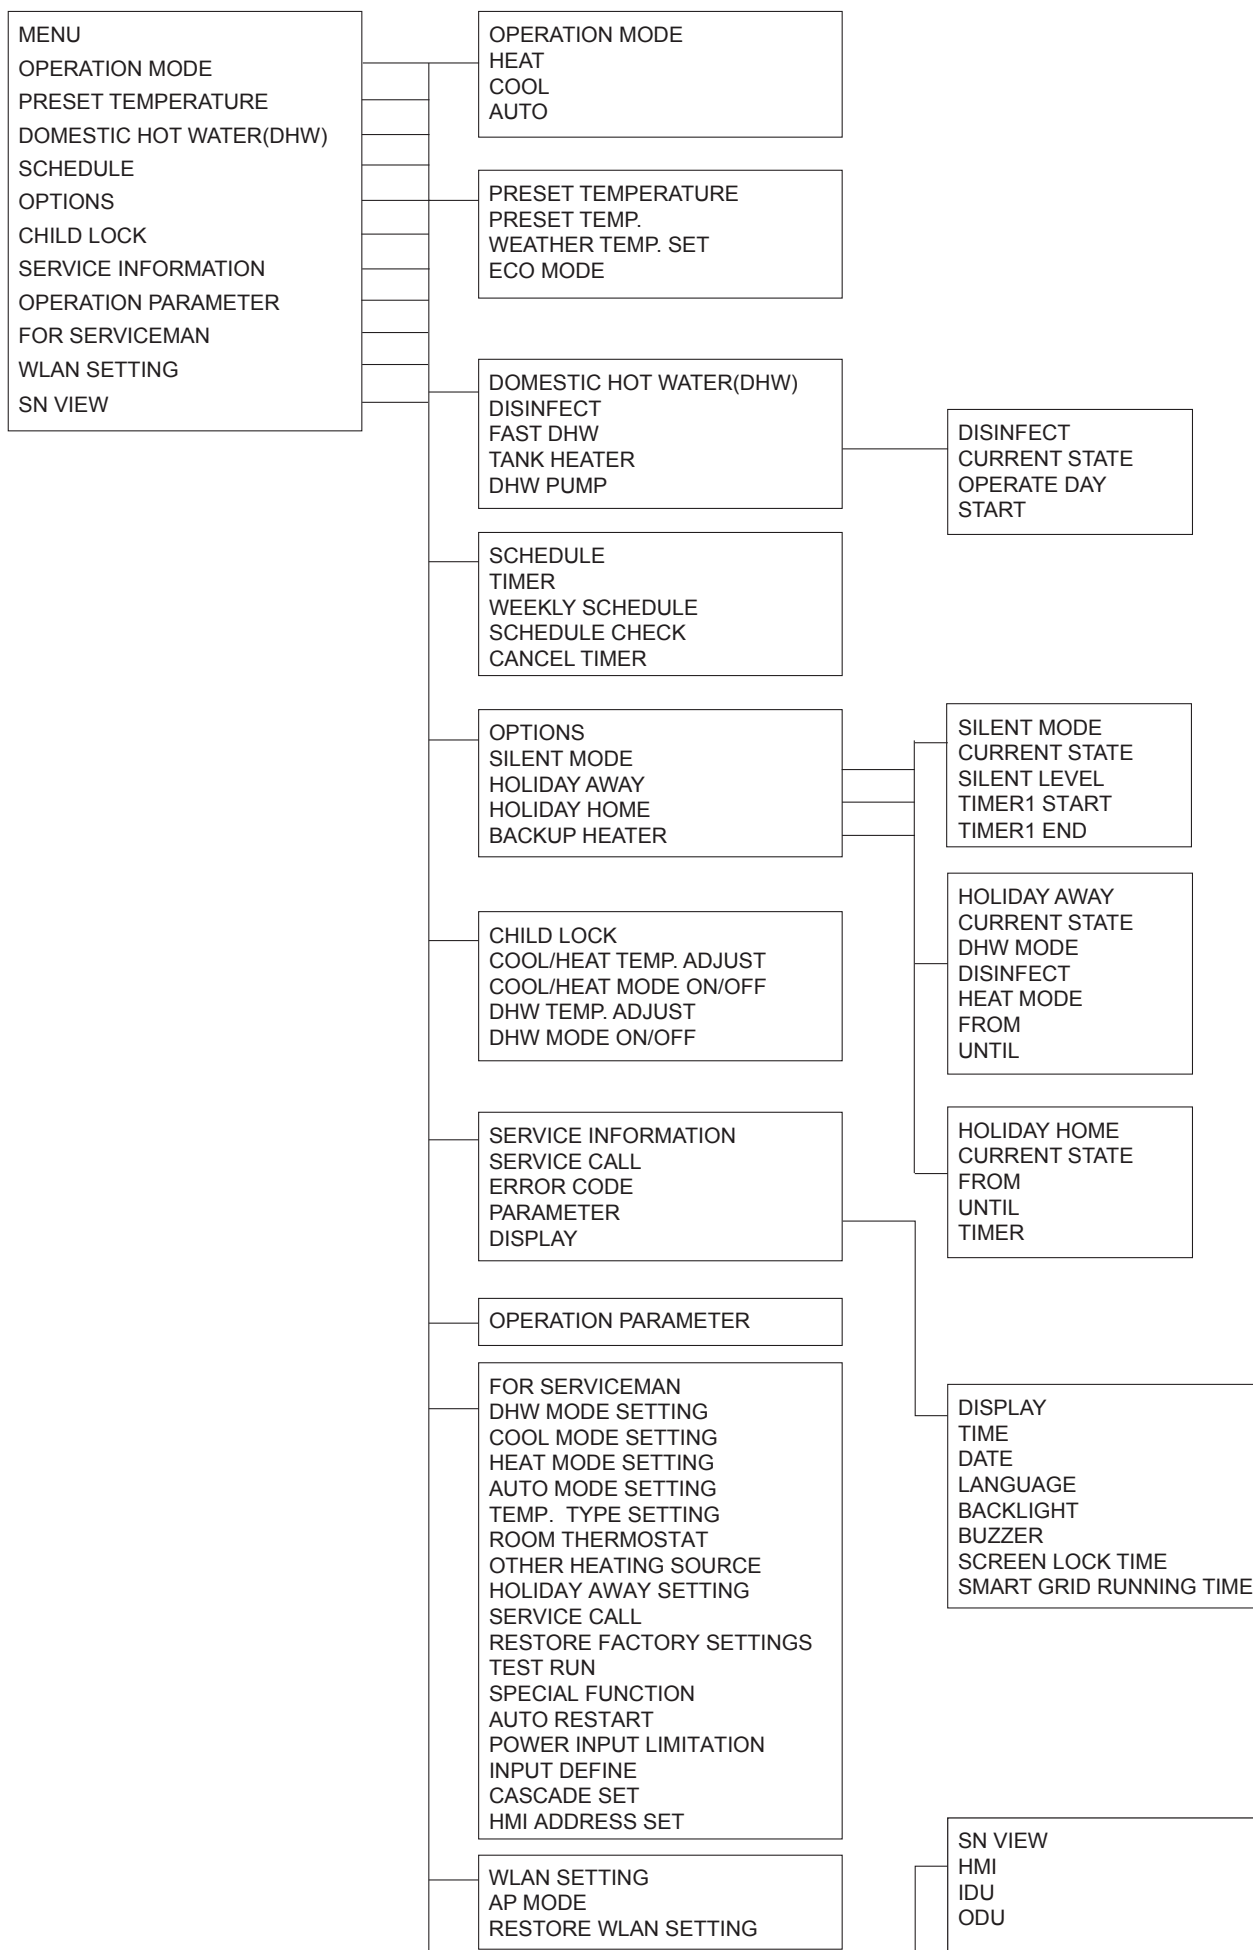 MENU
OPERATION MODE
PRESET TEMPERATURE
DOMESTIC HOT WATER(DHW)
SCHEDULE
OPTIONS
CHILD LOCK
SERVICE INFORMATION
OPERATION PARAMETER
FOR SERVICEMAN
WLAN SETTING
SN VIEW
OPERATION MODE
HEAT
COOL
AUTO
PRESET TEMPERATURE
PRESET TEMP.
WEATHER TEMP. SET
ECO MODE
DOMESTIC HOT WATER(DHW)
DISINFECT
FAST DHW
TANK HEATER
DHW PUMP
DISINFECT
CURRENT STATE
OPERATE DAY
START
SCHEDULE
TIMER
WEEKLY SCHEDULE
SCHEDULE CHECK
CANCEL TIMER
OPTIONS
SILENT MODE
HOLIDAY AWAY
HOLIDAY HOME
BACKUP HEATER
SILENT MODE
CURRENT STATE
SILENT LEVEL
TIMER1 START
TIMER1 END
HOLIDAY AWAY
CURRENT STATE
DHW MODE
DISINFECT
HEAT MODE
FROM
UNTIL
HOLIDAY HOME
CURRENT STATE
FROM
UNTIL
TIMER
CHILD LOCK
COOL/HEAT TEMP. ADJUST
COOL/HEAT MODE ON/OFF
DHW TEMP. ADJUST
DHW MODE ON/OFF
SERVICE INFORMATION
SERVICE CALL
ERROR CODE
PARAMETER
DISPLAY
DISPLAY
TIME
DATE
LANGUAGE
BACKLIGHT
BUZZER
SCREEN LOCK TIME
SMART GRID RUNNING TIME
OPERATION PARAMETER
FOR SERVICEMAN
DHW MODE SETTING
COOL MODE SETTING
HEAT MODE SETTING
AUTO MODE SETTING
TEMP. TYPE SETTING
ROOM THERMOSTAT
OTHER HEATING SOURCE
HOLIDAY AWAY SETTING
SERVICE CALL
RESTORE FACTORY SETTINGS
TEST RUN
SPECIAL FUNCTION
AUTO RESTART
POWER INPUT LIMITATION
INPUT DEFINE
CASCADE SET
HMI ADDRESS SET
WLAN SETTING
AP MODE
RESTORE WLAN SETTING
SN VIEW
HMI
IDU
ODU